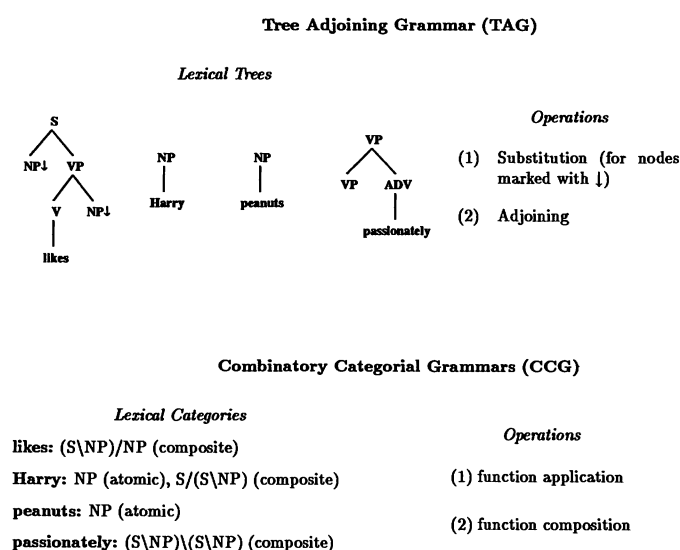 Tree Adjoining Grammar (TAG)
Lexical Trees
S
NP↓ VP
V NP↓
likes
NP
Harry
NP
peanuts
VP
VP ADV
passionately
Operations
(1) Substitution (for nodes
marked with ↓)
(2) Adjoining
Combinatory Categorial Grammars (CCG)
Lexical Categories
likes: (S\NP)/NP (composite)
Harry: NP (atomic), S/(S\NP) (composite)
peanuts: NP (atomic)
passionately: (S\NP)\(S\NP) (composite)
Operations
(1) function application
(2) function composition